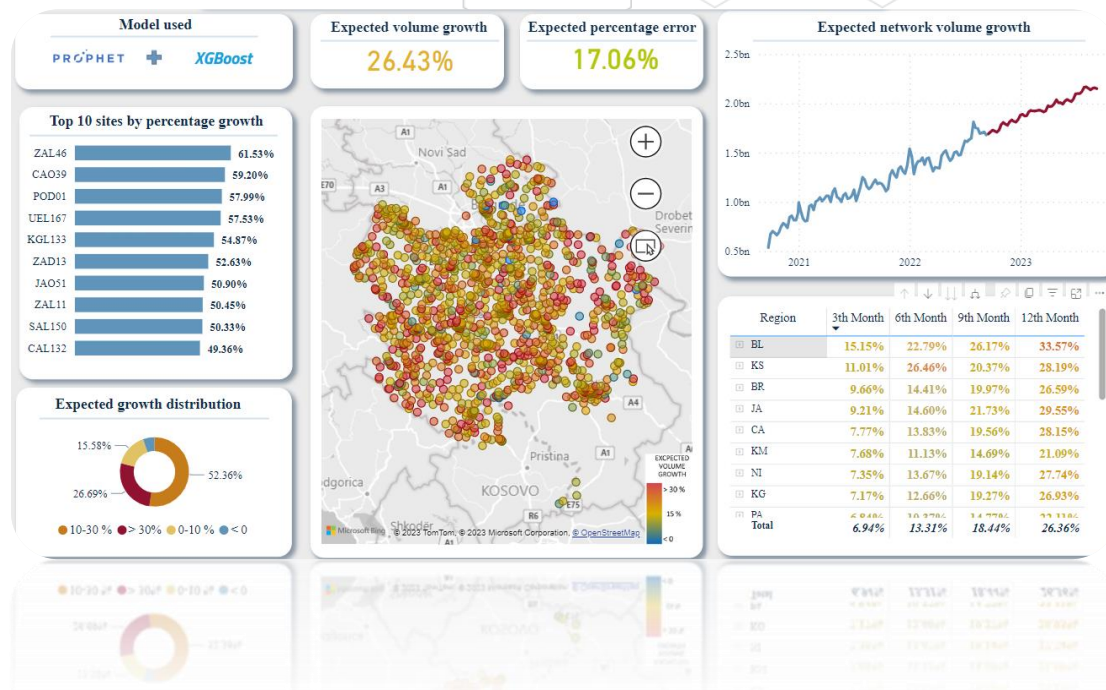 Model used
PROPHET + XGBoost
Expected volume growth
26.43%
Expected percentage error
17.06%
Expected network volume growth
2.5bn
2.0bn
1.5bn
1.0bn
0.5bn
2021 2022 2023
Top 10 sites by percentage growth
ZAL46 61.53%
CAO39 59.20%
POD01 57.99%
UEL167 57.53%
KGL133 54.87%
ZAD13 52.63%
JAO51 50.90%
ZAL11 50.45%
SAL150 50.33%
CAL132 49.36%
Expected growth distribution
15.58%
52.36%
26.69%
10-30 % > 30% 0-10 % < 0
A1
Novi Sad
E70
A3
A1
Drobet
Severin
A4
Pristina
A1
dgorica
KOSOVO
E75
R6
Shkodër
A1
EXCPECTED
VOLUME
GROWTH
> 30 %
15 %
< 0
Microsoft Bing
© 2023 TomTom, © 2023 Microsoft Corporation, © OpenStreetMap
Region 3th Month 6th Month 9th Month 12th Month
BL 15.15% 22.79% 26.17% 33.57%
KS 11.01% 26.46% 20.37% 28.19%
BR 9.66% 14.41% 19.97% 26.59%
JA 9.21% 14.60% 21.73% 29.55%
CA 7.77% 13.83% 19.56% 28.15%
KM 7.68% 11.13% 14.69% 21.09%
NI 7.35% 13.67% 19.14% 27.74%
KG 7.17% 12.66% 19.27% 26.93%
PA
Total 6.94% 13.31% 18.44% 26.36%